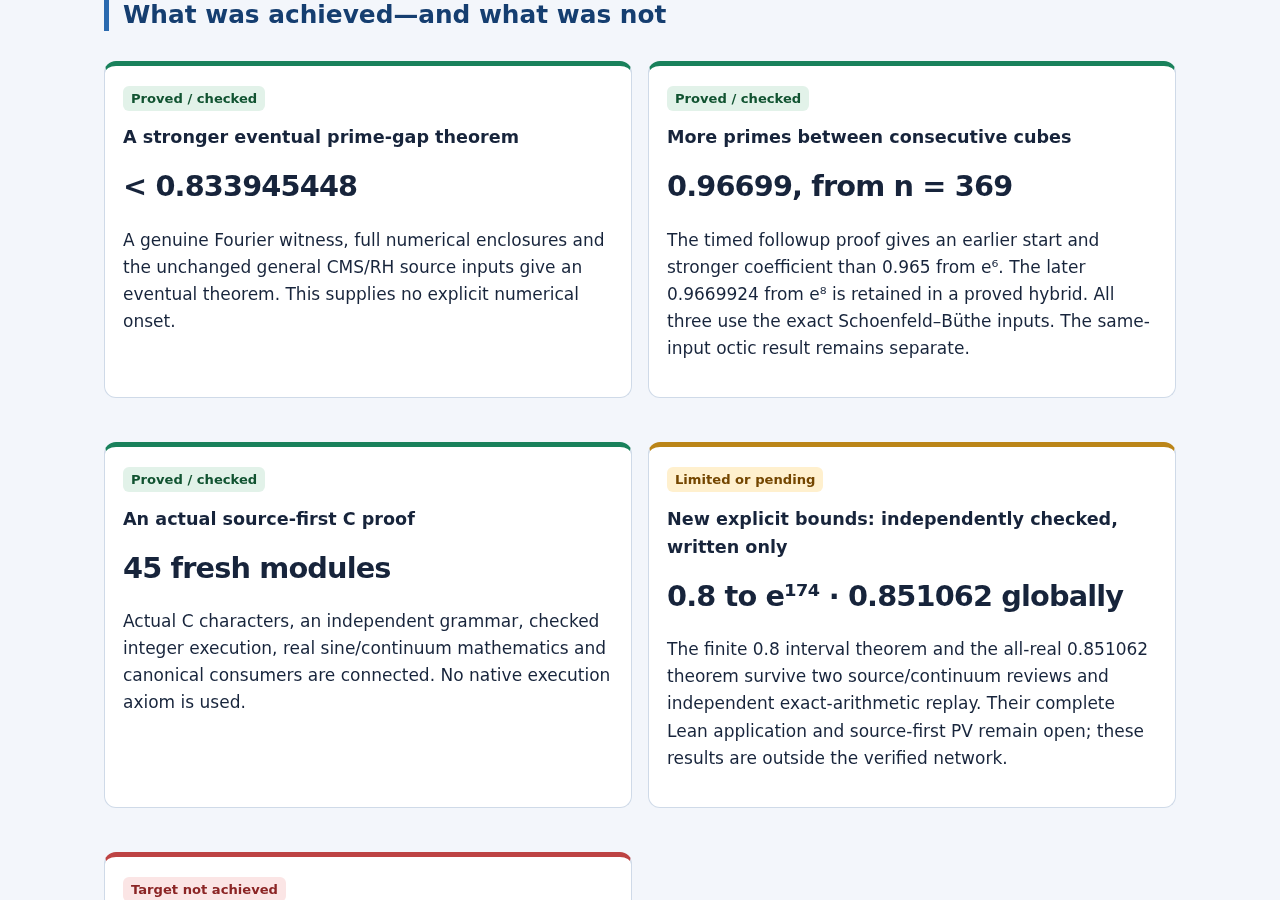 What was achieved—and what was not
Proved / checked
A stronger eventual prime-gap theorem
< 0.833945448
A genuine Fourier witness, full numerical enclosures and
the unchanged general CMS/RH source inputs give an
eventual theorem. This supplies no explicit numerical
onset.
Proved / checked
More primes between consecutive cubes
0.96699, from n = 369
The timed followup proof gives an earlier start and
stronger coefficient than 0.965 from e⁶. The later
0.9669924 from e⁸ is retained in a proved hybrid. All
three use the exact Schoenfeld–Büthe inputs. The same-
input octic result remains separate.
Proved / checked
An actual source-first C proof
45 fresh modules
Actual C characters, an independent grammar, checked
integer execution, real sine/continuum mathematics and
canonical consumers are connected. No native execution
axiom is used.
Limited or pending
New explicit bounds: independently checked,
written only
0.8 to e¹⁷⁴ · 0.851062 globally
The finite 0.8 interval theorem and the all-real 0.851062
theorem survive two source/continuum reviews and
independent exact-arithmetic replay. Their complete
Lean application and source-first PV remain open; these
results are outside the verified network.
Target not achieved